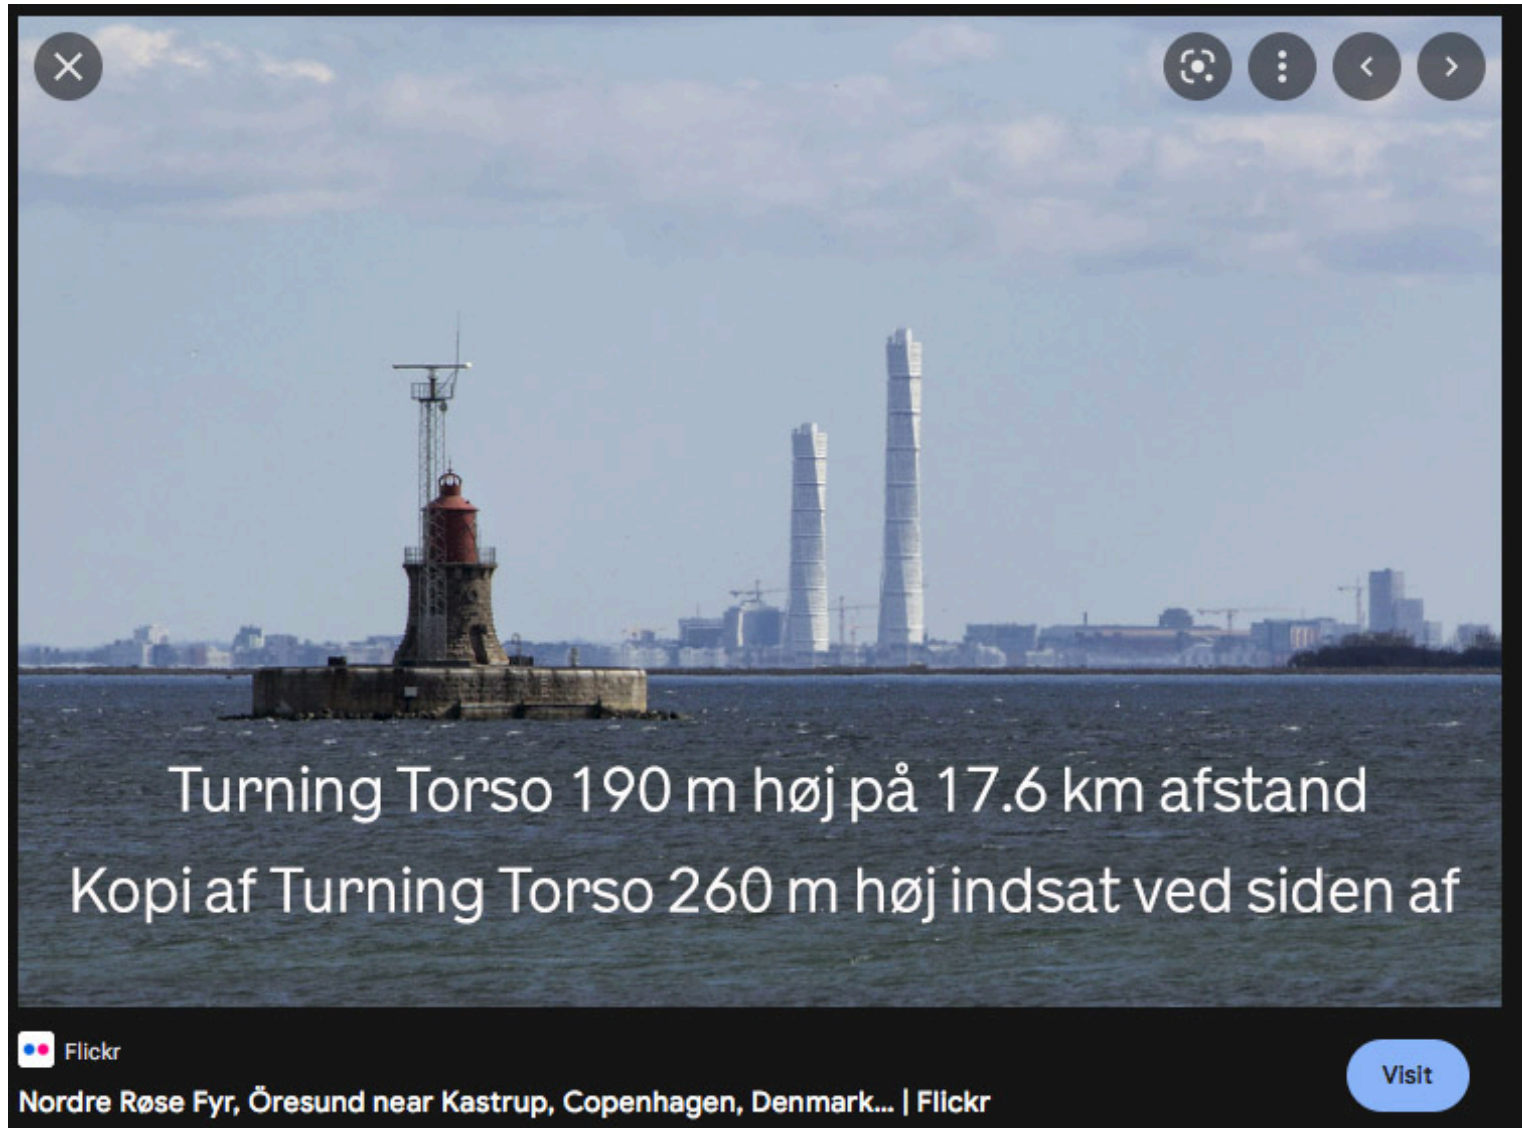 Turning Torso 190 m høj på 17.6 km afstand
Kopi af Turning Torso 260 m høj indsat ved siden af
Flickr
Visit
Nordre Røse Fyr, Öresund near Kastrup, Copenhagen, Denmark... | Flickr